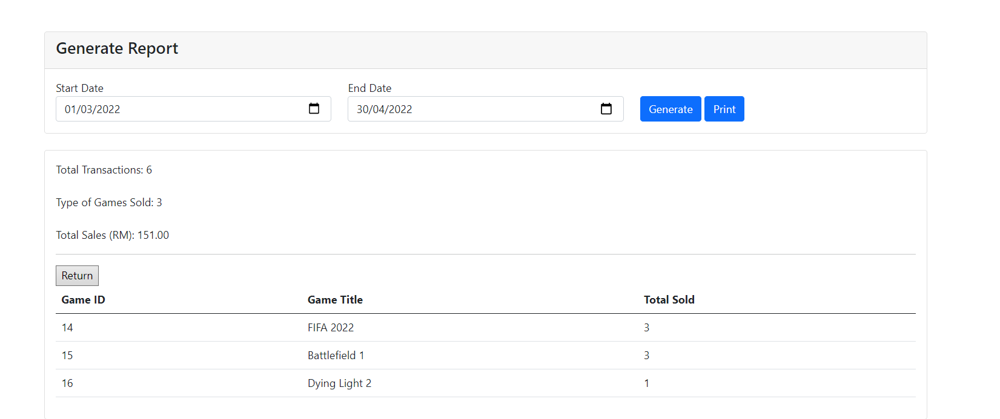 Generate Report
Start Date End Date
01/03/2022 30/04/2022 Generate Print
Total Transactions: 6
Type of Games Sold: 3
Total Sales (RM): 151.00
Return
Game ID Game Title Total Sold
14 FIFA 2022 3
15 Battlefield 1 3
16 Dying Light 2 1